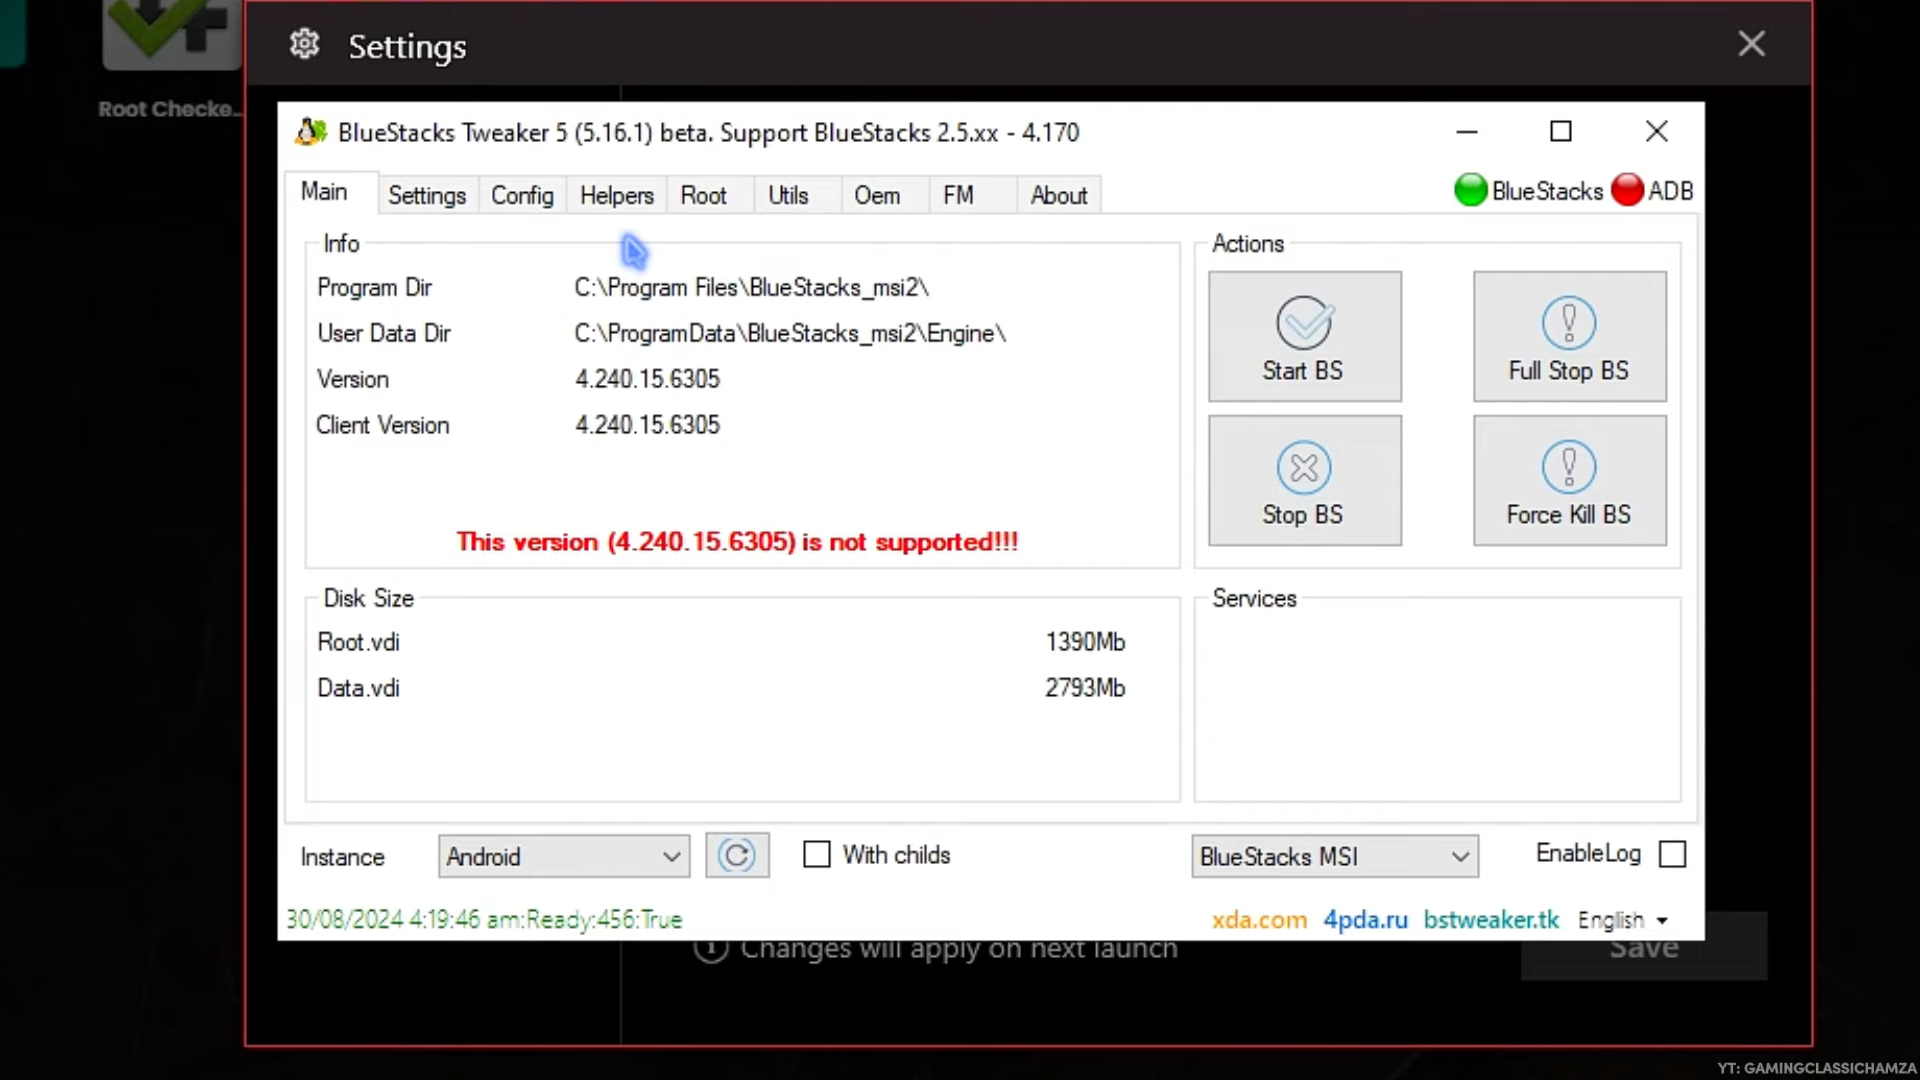 Settings
Root Checke...
BlueStacks Tweaker 5 (5.16.1) beta. Support BlueStacks 2.5.xx - 4.170
Main Settings Config Helpers Root Utils Oem FM About BlueStacks ADB
Info
Program Dir C:\Program Files\BlueStacks_msi2\
User Data Dir C:\ProgramData\BlueStacks_msi2\Engine\
Version 4.240.15.6305
Client Version 4.240.15.6305
This version (4.240.15.6305) is not supported!!!
Actions
Start BS Full Stop BS
Stop BS Force Kill BS
Disk Size
Root.vdi 1390Mb
Data.vdi 2793Mb
Services
Instance Android With childs BlueStacks MSI EnableLog
30/08/2024 4:19:46 am:Ready:456:True xda.com 4pda.ru bstweaker.tk English
Changes will apply on next launch Save
YT: GAMINGCLASSICHAMZA